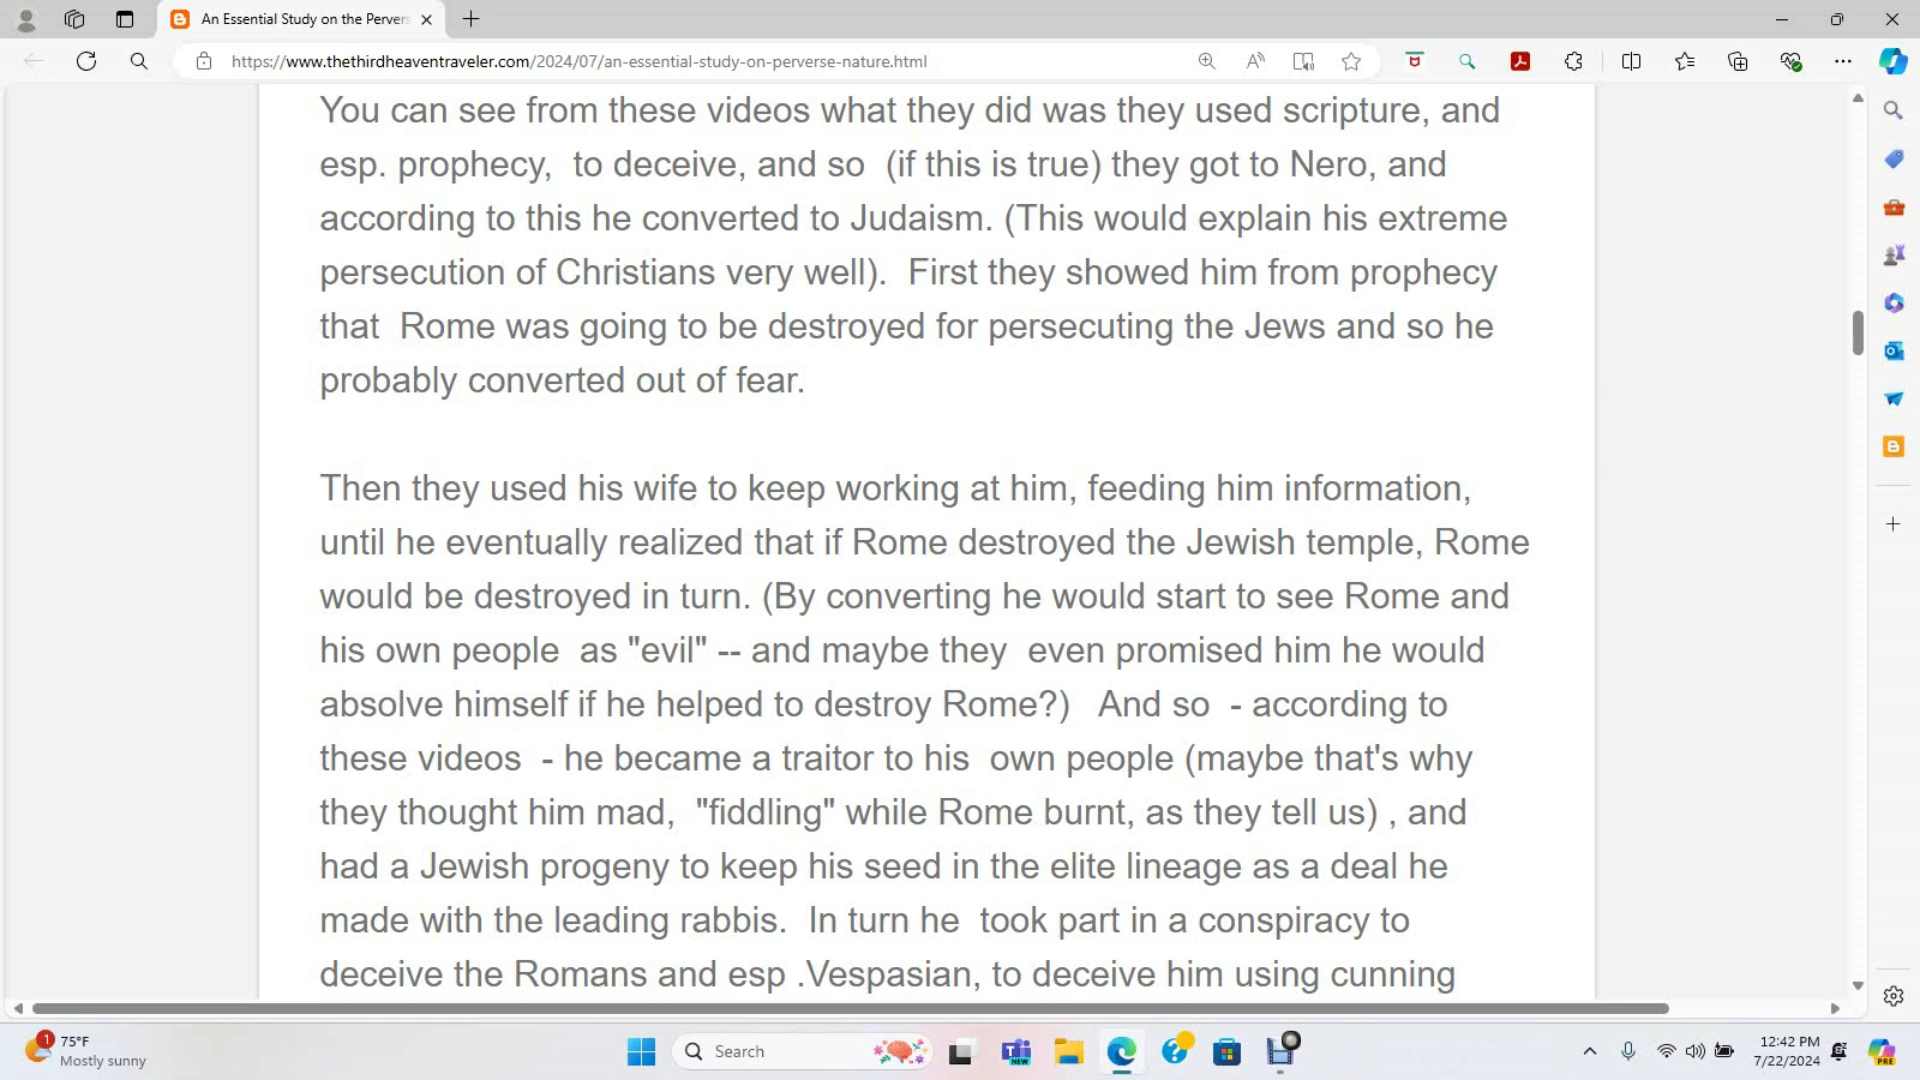 An Essential Study on the Pervers
https://www.thethirdheaventraveler.com/2024/07/an-essential-study-on-perverse-nature.html
You can see from these videos what they did was they used scripture, and
esp. prophecy,  to deceive, and so  (if this is true) they got to Nero, and
according to this he converted to Judaism. (This would explain his extreme
persecution of Christians very well).  First they showed him from prophecy
that  Rome was going to be destroyed for persecuting the Jews and so he
probably converted out of fear.
Then they used his wife to keep working at him, feeding him information,
until he eventually realized that if Rome destroyed the Jewish temple, Rome
would be destroyed in turn. (By converting he would start to see Rome and
his own people  as "evil" -- and maybe they  even promised him he would
absolve himself if he helped to destroy Rome?)   And so  - according to
these videos  - he became a traitor to his  own people (maybe that's why
they thought him mad,  "fiddling" while Rome burnt, as they tell us) , and
had a Jewish progeny to keep his seed in the elite lineage as a deal he
made with the leading rabbis.  In turn he  took part in a conspiracy to
deceive the Romans and esp .Vespasian, to deceive him using cunning
1
75°F
Mostly sunny
Search
NEW
12:42 PM
7/22/2024
PRE